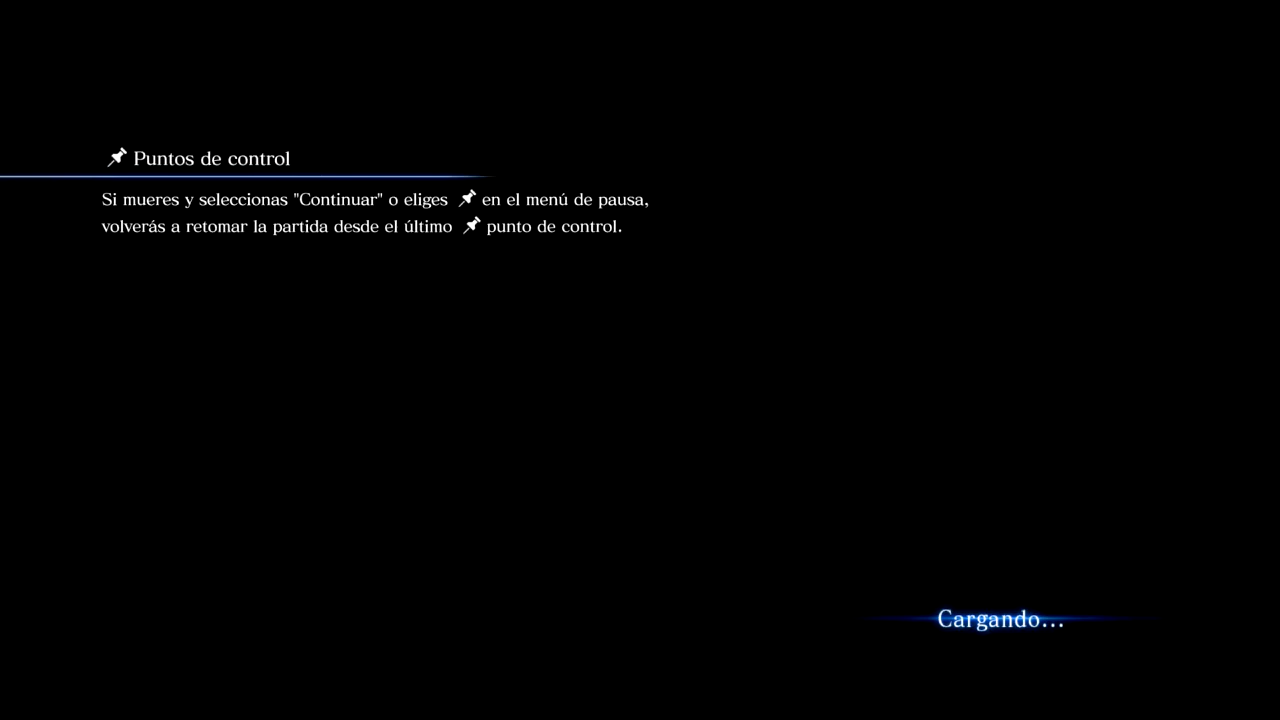 Puntos de control
Si mueres y seleccionas "Continuar" o eliges en el menú de pausa,
volverás a retomar la partida desde el último punto de control.
Cargando...